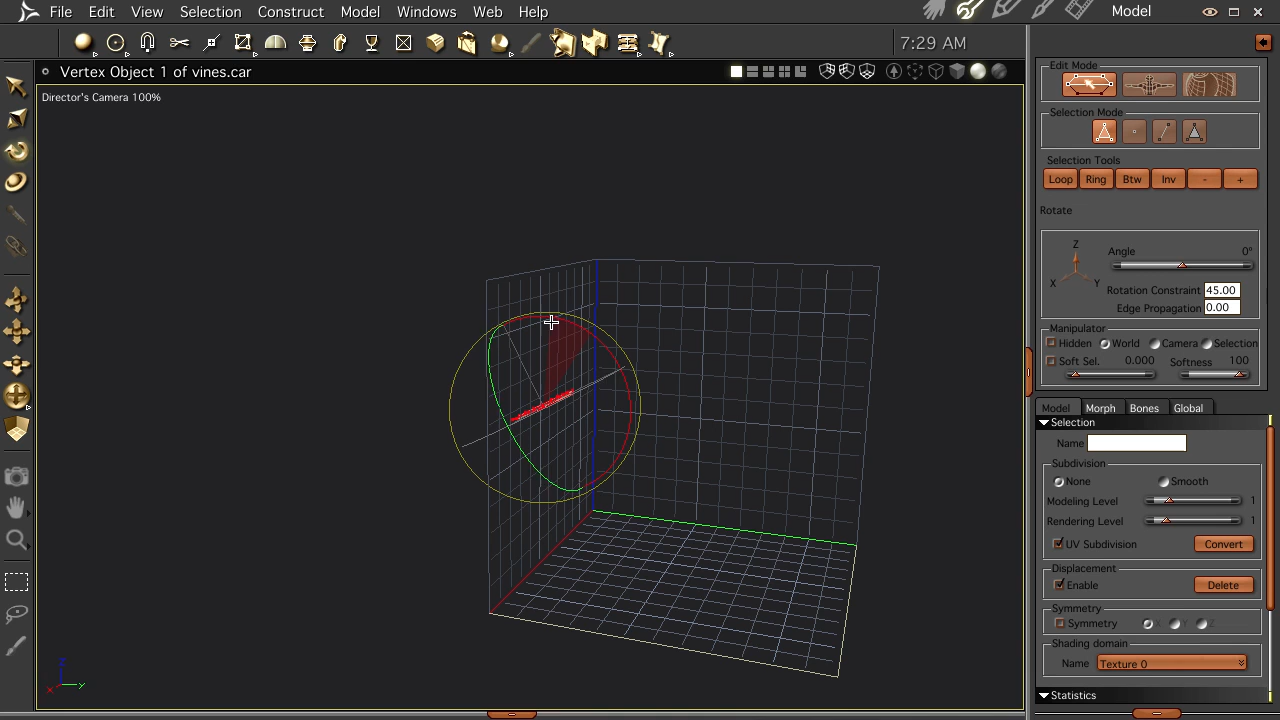 File Edit View Selection Construct Model Windows Web Help
Model
7:29 AM
Vertex Object 1 of vines.car
Director's Camera 100%
Z
X
Y
Edit Mode
Selection Mode
Selection Tools
Loop Ring Btw Inv - +
Rotate
Z
X
Y
Angle 0°
Rotation Constraint 45.00
Edge Propagation 0.00
Manipulator
Hidden World Camera Selection
Soft Sel. 0.000 Softness 100
Model Morph Bones Global
Selection
Name
Subdivision
None Smooth
Modeling Level 1
Rendering Level 1
UV Subdivision Convert
Displacement
Enable Delete
Symmetry
Symmetry X Y Z
Shading domain
Name Texture 0
Statistics